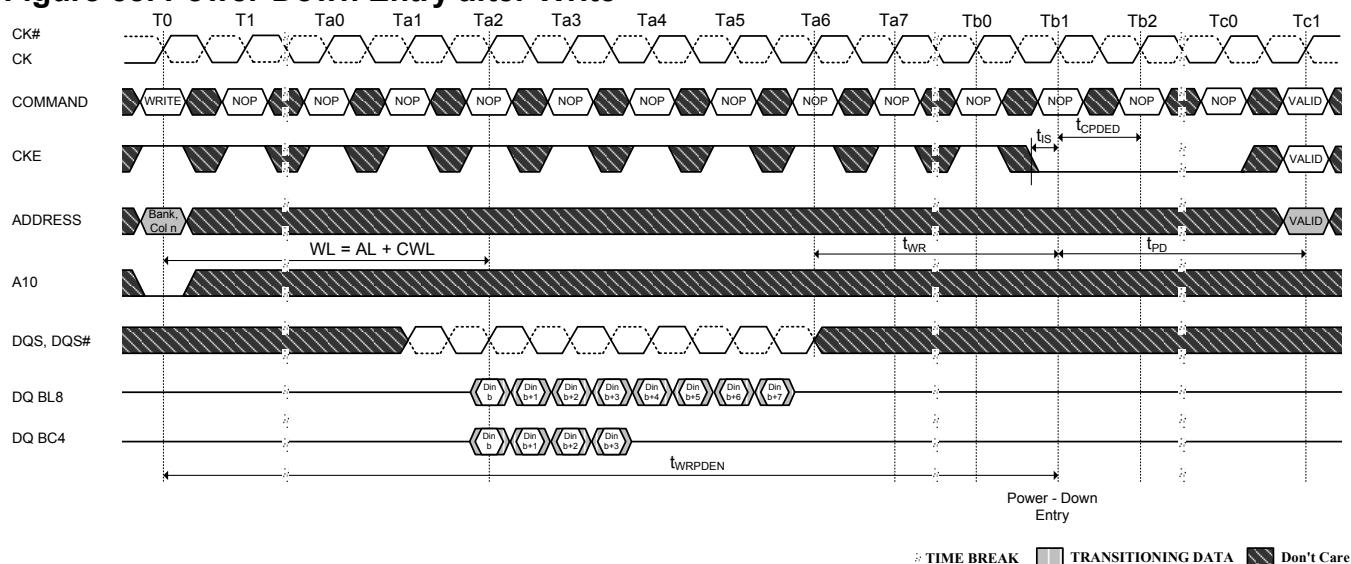 Figure 65. Power-Down Entry after Write
T0 T1 Ta0 Ta1 Ta2 Ta3 Ta4 Ta5 Ta6 Ta7 Tb0 Tb1 Tb2 Tc0 Tc1
CK#
CK
COMMAND WRITE NOP NOP NOP NOP NOP NOP NOP NOP NOP NOP NOP NOP NOP VALID
tIS tCPDED
CKE VALID
ADDRESS Bank, Col n VALID
WL = AL + CWL tWR tPD
A10
DQS, DQS#
DQ BL8 Din b Din b+1 Din b+2 Din b+3 Din b+4 Din b+5 Din b+6 Din b+7
DQ BC4 Din b Din b+1 Din b+2 Din b+3
tWRPDEN
Power - Down
Entry
TIME BREAK TRANSITIONING DATA Don't Care